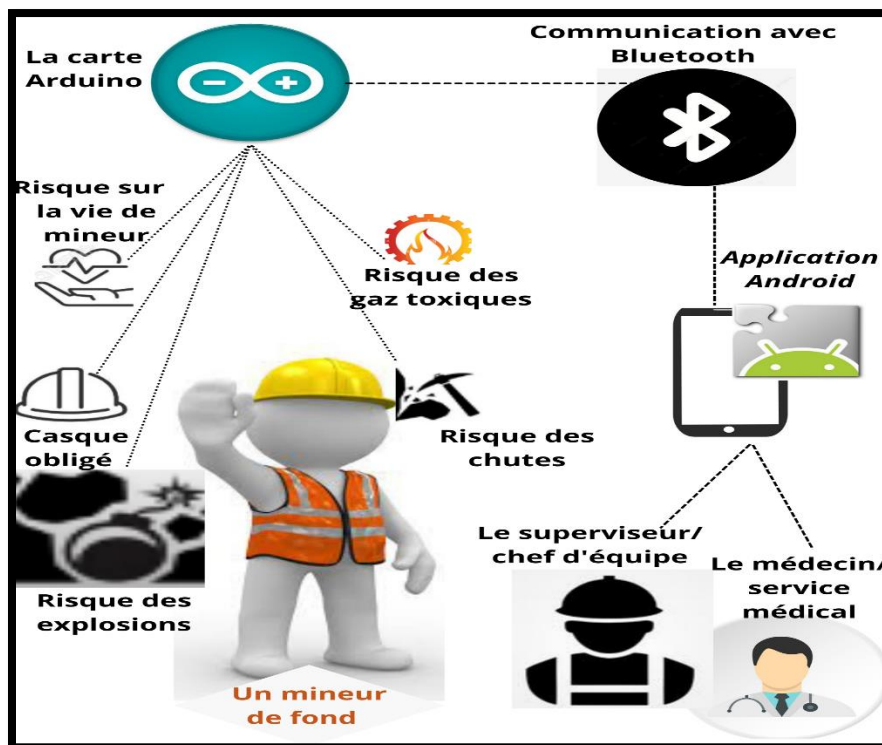 La carte
Arduino
Communication avec
Bluetooth
Risque sur
la vie de
mineur
Risque des
gaz toxiques
Application
Android
Casque
obligé
Risque des
chutes
Risque des
explosions
Le superviseur/
chef d'équipe
Le médecin/
service
médical
Un mineur
de fond